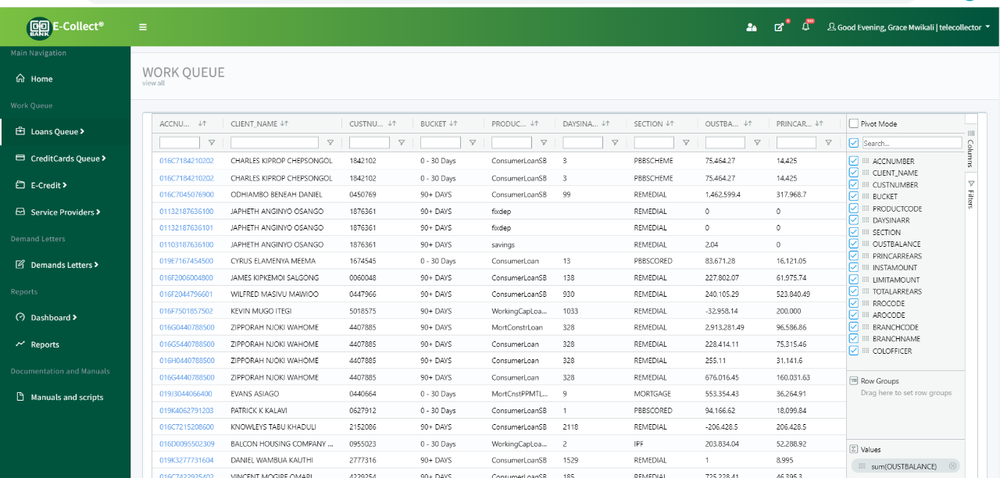 CO-OP BANK E-Collect®
Good Evening, Grace Mwikali | telecollector
Main Navigation
Home
Work Queue
Loans Queue
CreditCards Queue
E-Credit
Service Providers
Demand Letters
Demands Letters
Reports
Dashboard
Reports
Documentation and Manuals
Manuals and scripts
WORK QUEUE
view all
ACCNU... CLIENT_NAME CUSTNU... BUCKET PRODUC... DAYSINA... SECTION OUSTBA... PRINCAR...
016C7184210202 CHARLES KIPROP CHEPSONGOL 1842102 0 - 30 Days ConsumerLoanSB 3 PBBSCHEME 75,464.27 14,425
016C7184210202 CHARLES KIPROP CHEPSONGOL 1842102 0 - 30 Days ConsumerLoanSB 3 PBBSCHEME 75,464.27 14,425
016C7045076900 ODHIAMBO BENEAH DANIEL 0450769 90+ DAYS ConsumerLoanSB 99 REMEDIAL 1,462,599.4 317,968.7
01132187636100 JAPHETH ANGINYO OSANGO 1876361 90+ DAYS fixdep REMEDIAL 0 0
01132187636101 JAPHETH ANGINYO OSANGO 1876361 90+ DAYS fixdep REMEDIAL 0 0
01103187636100 JAPHETH ANGINYO OSANGO 1876361 90+ DAYS savings REMEDIAL 2.04 0
019E7167454500 CYRUS ELAMENYA MEEMA 1674545 0 - 30 Days ConsumerLoan 13 PBBSCORED 83,671.28 16,121.05
016F2006004800 JAMES KIPKEMOI SALGONG 0060048 90+ DAYS ConsumerLoanSB 138 REMEDIAL 227,802.07 61,975.74
016F2044796601 WILFRED MASIVU MAWIOO 0447966 90+ DAYS ConsumerLoanSB 930 REMEDIAL 240,105.29 523,840.49
016F7501857502 KEVIN MUGO ITEGI 5018575 90+ DAYS WorkingCapLoa... 1033 REMEDIAL -32,958.14 200,000
016G0440788500 ZIPPORAH NJOKI WAHOME 4407885 90+ DAYS MortConstrLoan 328 REMEDIAL 2,913,281.49 96,586.86
016G5440788500 ZIPPORAH NJOKI WAHOME 4407885 90+ DAYS ConsumerLoan 328 REMEDIAL 228,414.11 75,315.46
016H0440788500 ZIPPORAH NJOKI WAHOME 4407885 90+ DAYS ConsumerLoan 328 REMEDIAL 255.11 31,141.6
016G4440788500 ZIPPORAH NJOKI WAHOME 4407885 90+ DAYS ConsumerLoan 328 REMEDIAL 676,016.45 160,031.63
019J3044066400 EVANS ASIAGO 0440664 0 - 30 Days MortCnstPPMTL... 9 MORTGAGE 553,354.43 36,264.91
019K4062791203 PATRICK K KALAVI 0627912 0 - 30 Days ConsumerLoanSB 1 PBBSCORED 94,166.62 18,099.84
016C7215208600 KNOWLEYS TABU KHADULI 2152086 90+ DAYS ConsumerLoanSB 2118 REMEDIAL -206,428.5 206,428.5
016D0095502309 BALCON HOUSING COMPANY ... 0955023 0 - 30 Days WorkingCapLoa... 2 IPF 203,834.04 52,288.92
019K3277731604 DANIEL WAMBUA KAUTHI 2777316 90+ DAYS ConsumerLoanSB 1529 REMEDIAL 1 8,995
016C7422925402 VINCENT MOGIRE OMARI 4229254 90+ DAYS ConsumerLoanSB 185 REMEDIAL 725,228.41 46,395.3
Pivot Mode
Search...
ACCNUMBER
CLIENT_NAME
CUSTNUMBER
BUCKET
PRODUCTCODE
DAYSINARR
SECTION
OUSTBALANCE
PRINCARREARS
INSTAMOUNT
LIMITAMOUNT
TOTALARREARS
RROCODE
AROCODE
BRANCHCODE
BRANCHNAME
COLOFFICER
Row Groups
Drag here to set row groups
Values
sum(OUSTBALANCE)
Columns
Filters